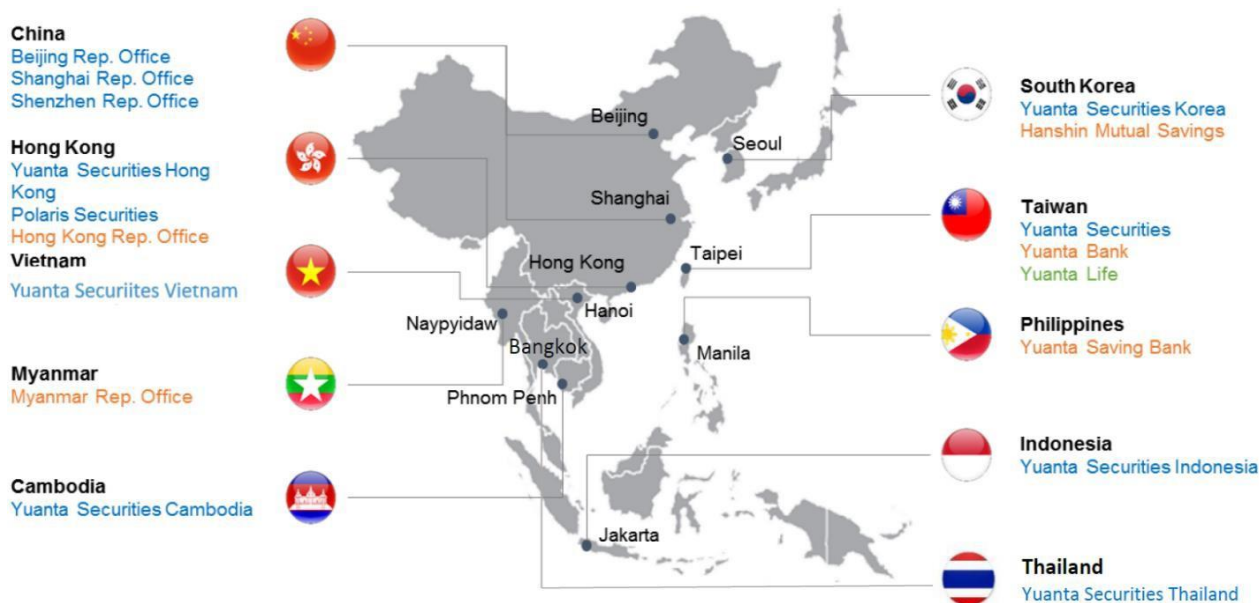 China
Beijing Rep. Office
Shanghai Rep. Office
Shenzhen Rep. Office
Hong Kong
Yuanta Securities Hong
Kong
Polaris Securities
Hong Kong Rep. Office
Vietnam
Yuanta Securiites Vietnam
Myanmar
Myanmar Rep. Office
Cambodia
Yuanta Securities Cambodia
Beijing
Seoul
Shanghai
Taipei
Hong Kong
Hanoi
Naypyidaw
Bangkok
Manila
Phnom Penh
Jakarta
South Korea
Yuanta Securities Korea
Hanshin Mutual Savings
Taiwan
Yuanta Securities
Yuanta Bank
Yuanta Life
Philippines
Yuanta Saving Bank
Indonesia
Yuanta Securities Indonesia
Thailand
Yuanta Securities Thailand